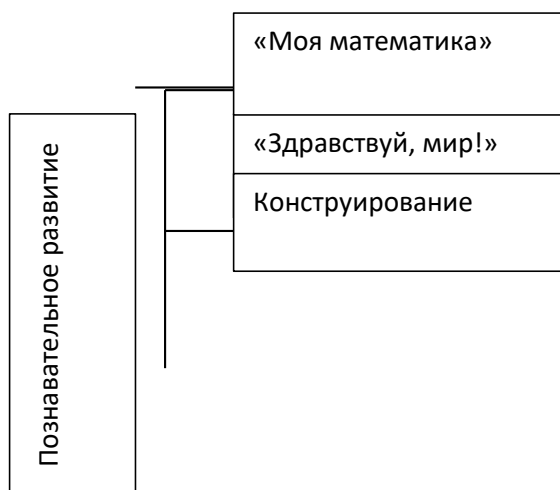 «Моя математика»
«Здравствуй, мир!»
Конструирование
Познавательное развитие